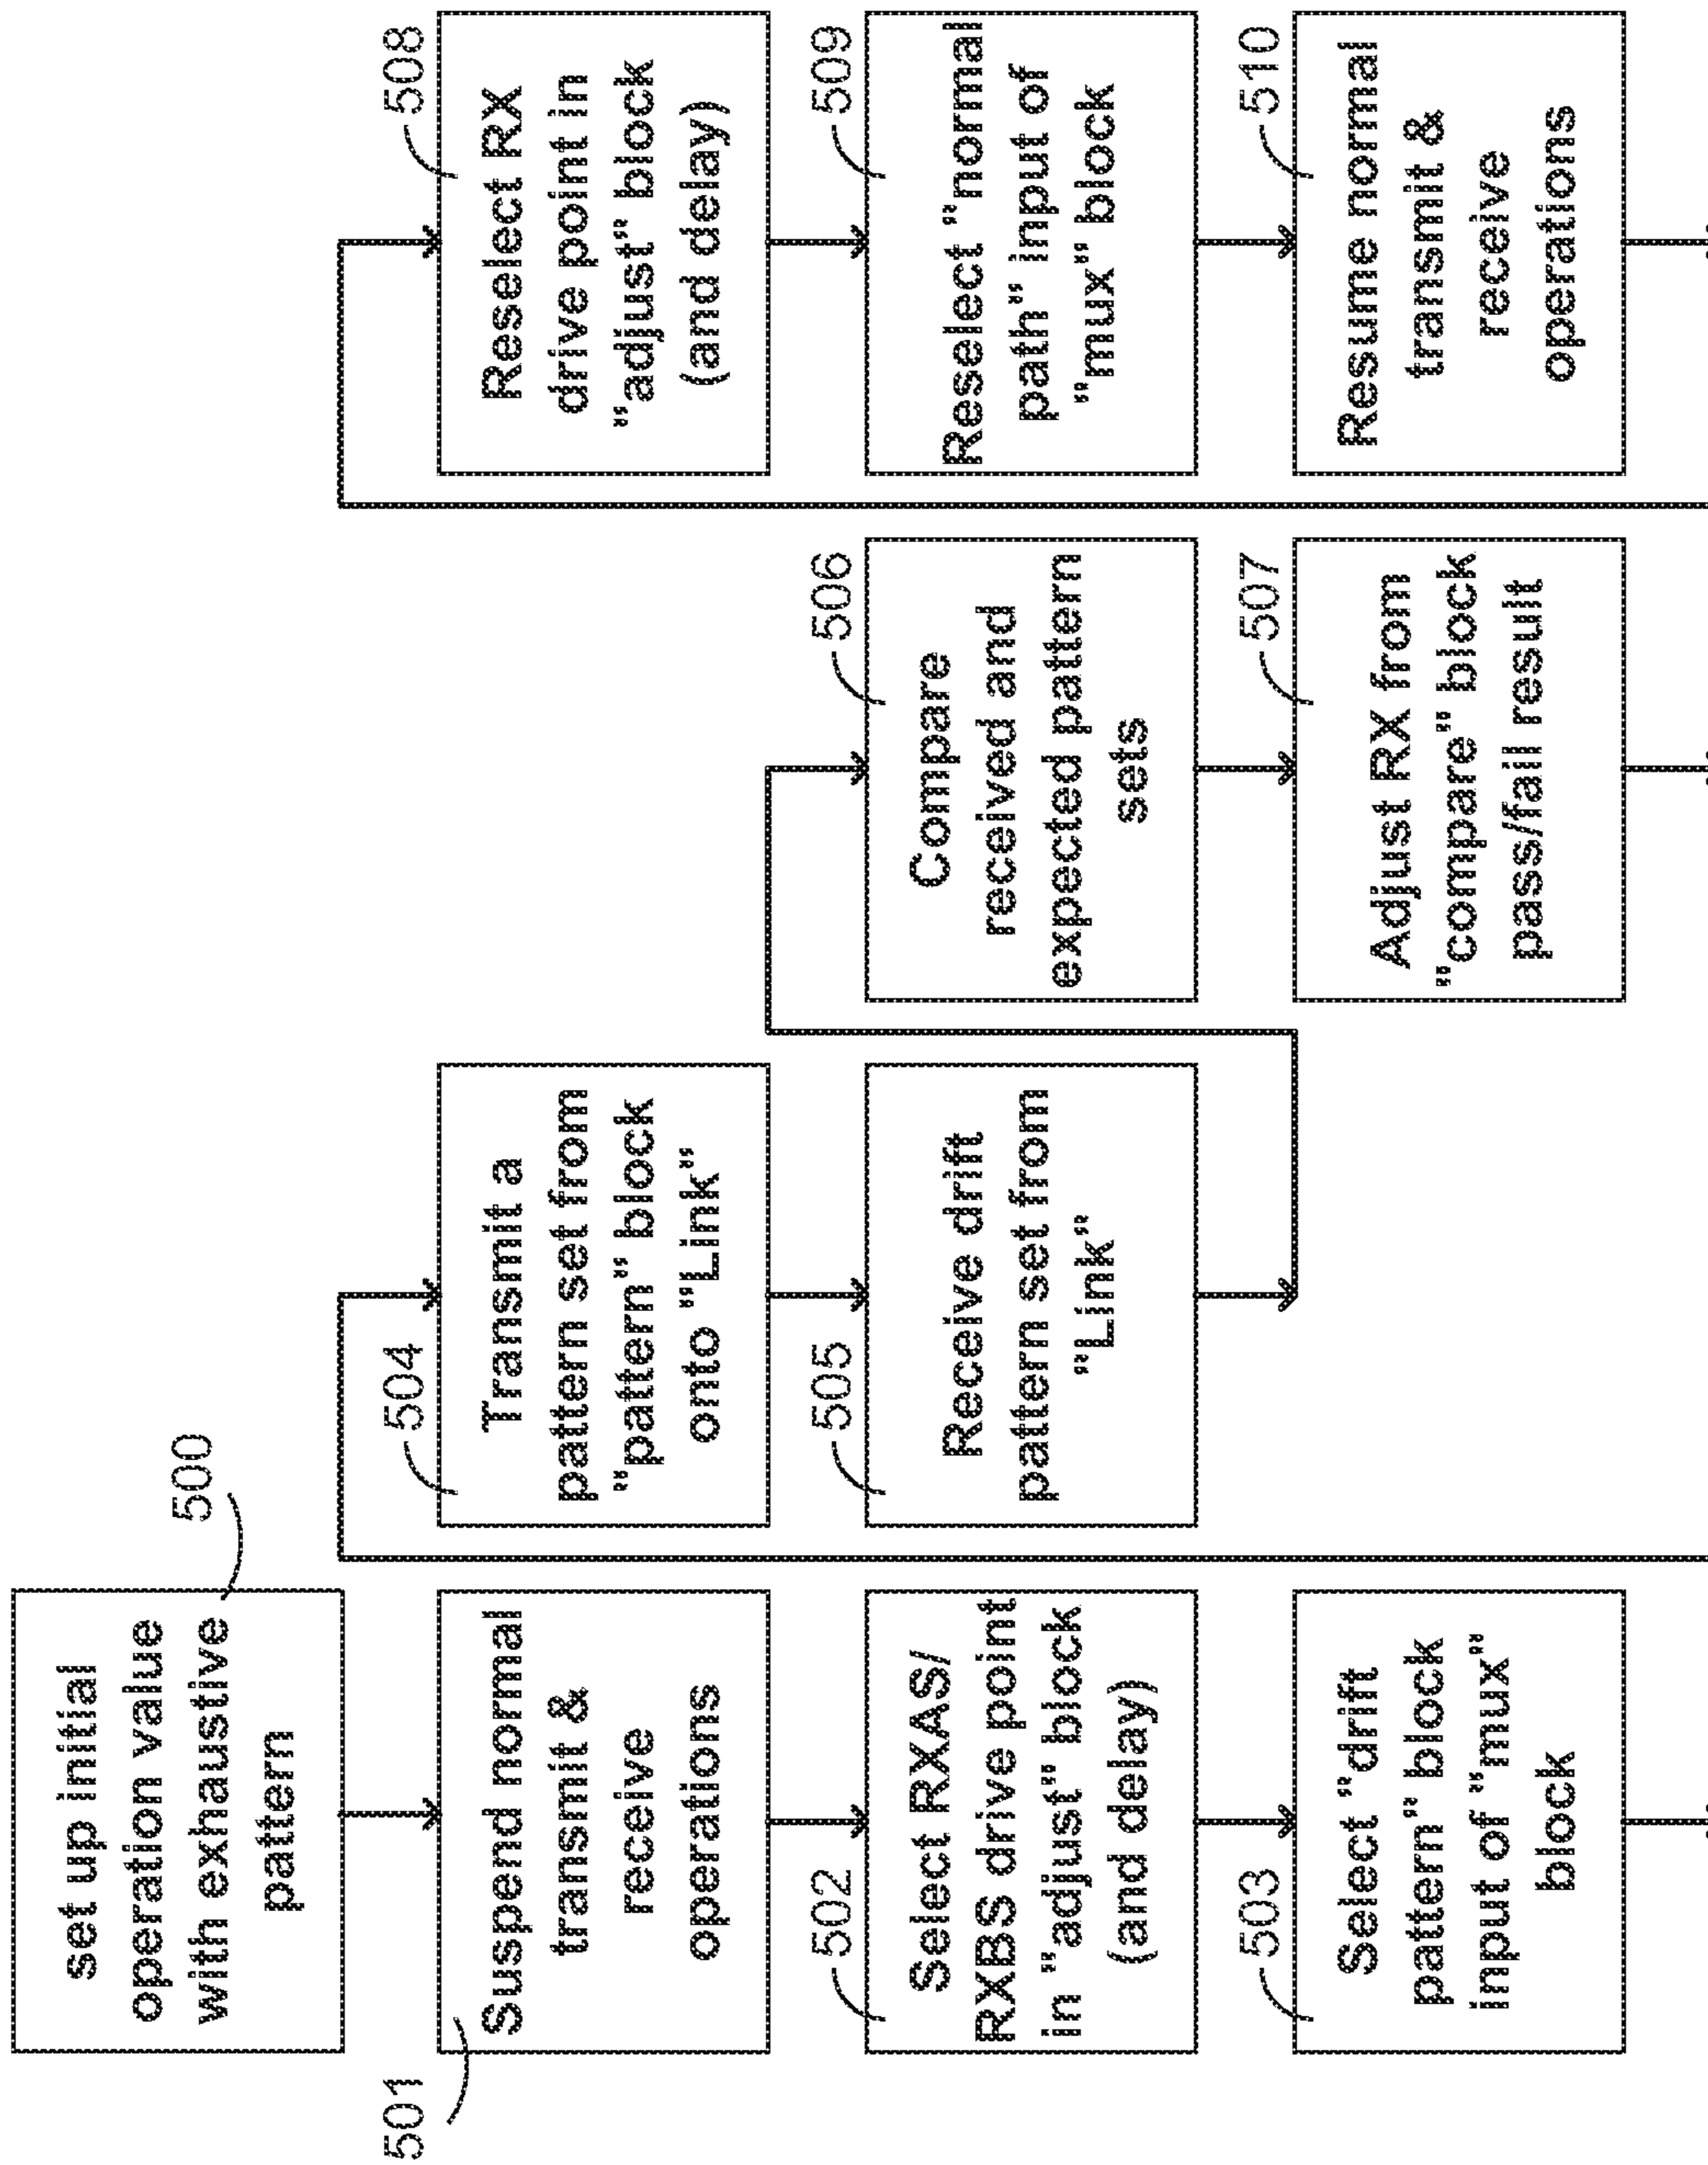 500
set up initial
operation value
with exhaustive
pattern
501
Suspend normal
transmit &
receive
operations
502
Select RXAS/
RXBS drive point
in "adjust" block
(and delay)
503
Select "drift
pattern" block
input of "mux"
block
504
Transmit a
pattern set from
"pattern" block
onto "Link"
505
Receive drift
pattern set from
"Link"
506
Compare
received and
expected pattern
sets
507
Adjust RX from
"compare" block
pass/fail result
508
Reselect RX
drive point in
"adjust" block
(and delay)
509
Reselect "normal
path" input of
"mux" block
510
Resume normal
transmit &
receive
operations